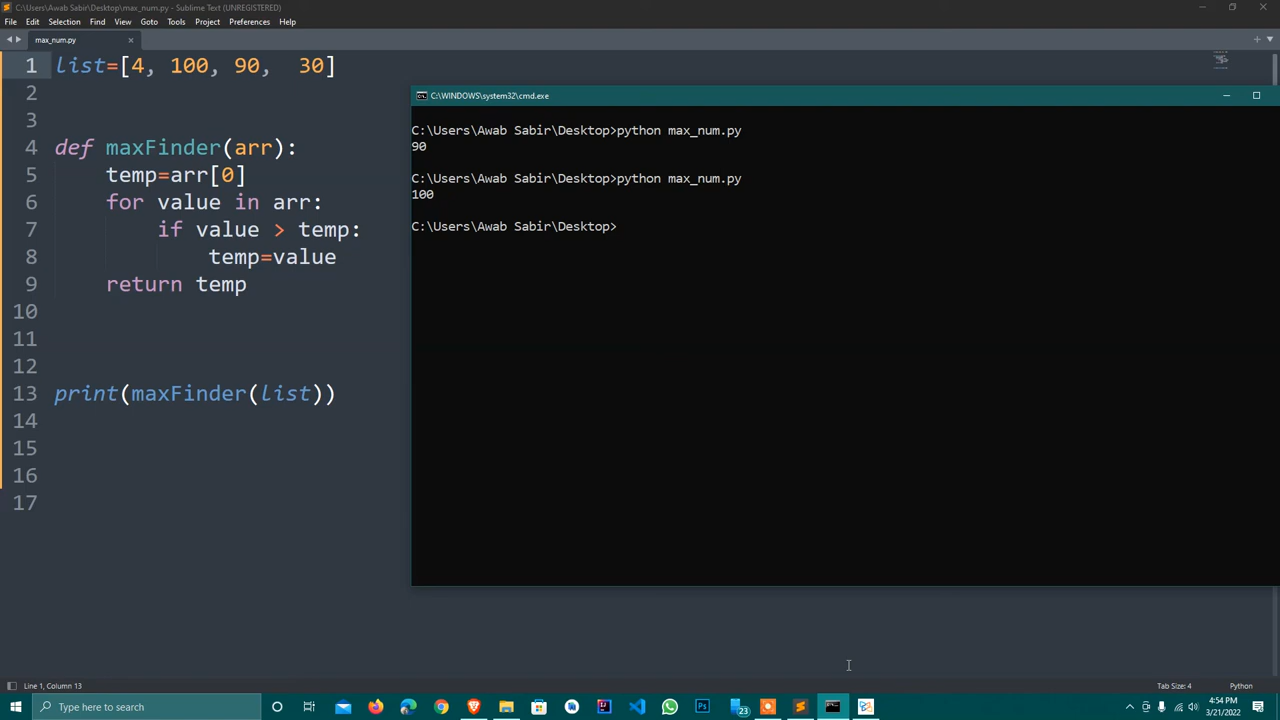 C:\Users\Awab Sabir\Desktop\max_num.py - Sublime Text (UNREGISTERED)
File Edit Selection Find View Goto Tools Project Preferences Help
max_num.py
1 list=[4, 100, 90,  30]
2
3
4 def maxFinder(arr):
5     temp=arr[0]
6     for value in arr:
7         if value > temp:
8             temp=value
9     return temp
10
11
12
13 print(maxFinder(list))
14
15
16
17
C:\WINDOWS\system32\cmd.exe
C:\Users\Awab Sabir\Desktop>python max_num.py
90
C:\Users\Awab Sabir\Desktop>python max_num.py
100
C:\Users\Awab Sabir\Desktop>
Line 1, Column 13
Tab Size: 4
Python
Type here to search
23
4:54 PM
3/21/2022